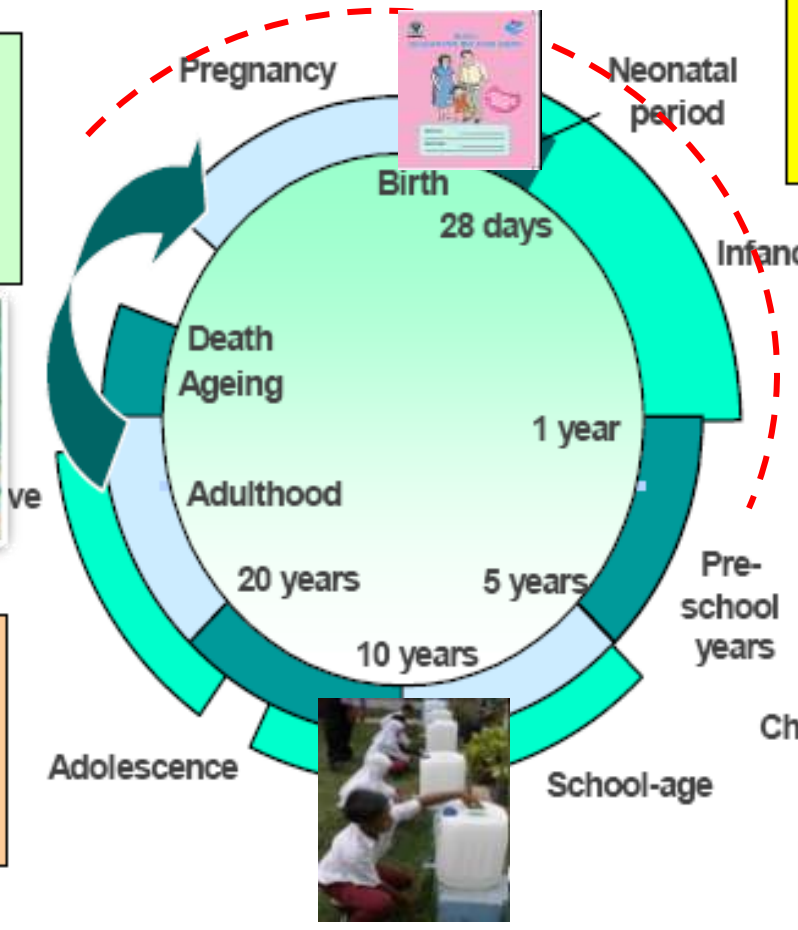 Pregnancy
Neonatal
period
Birth
28 days
Infanc
Death
Ageing
1 year
ve
Adulthood
20 years
5 years
Pre-
school
years
10 years
Ch
Adolescence
School-age